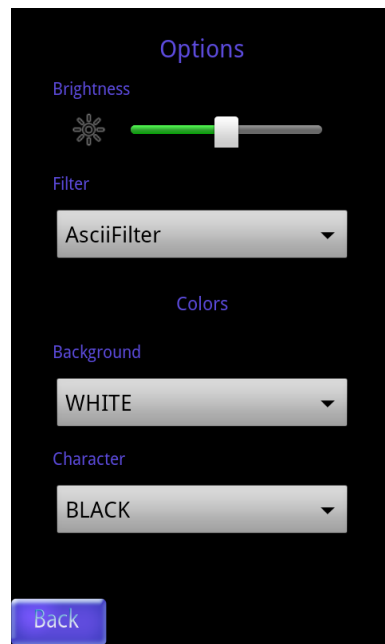 Options
Brightness
Filter
AsciiFilter
Colors
Background
WHITE
Character
BLACK
Back